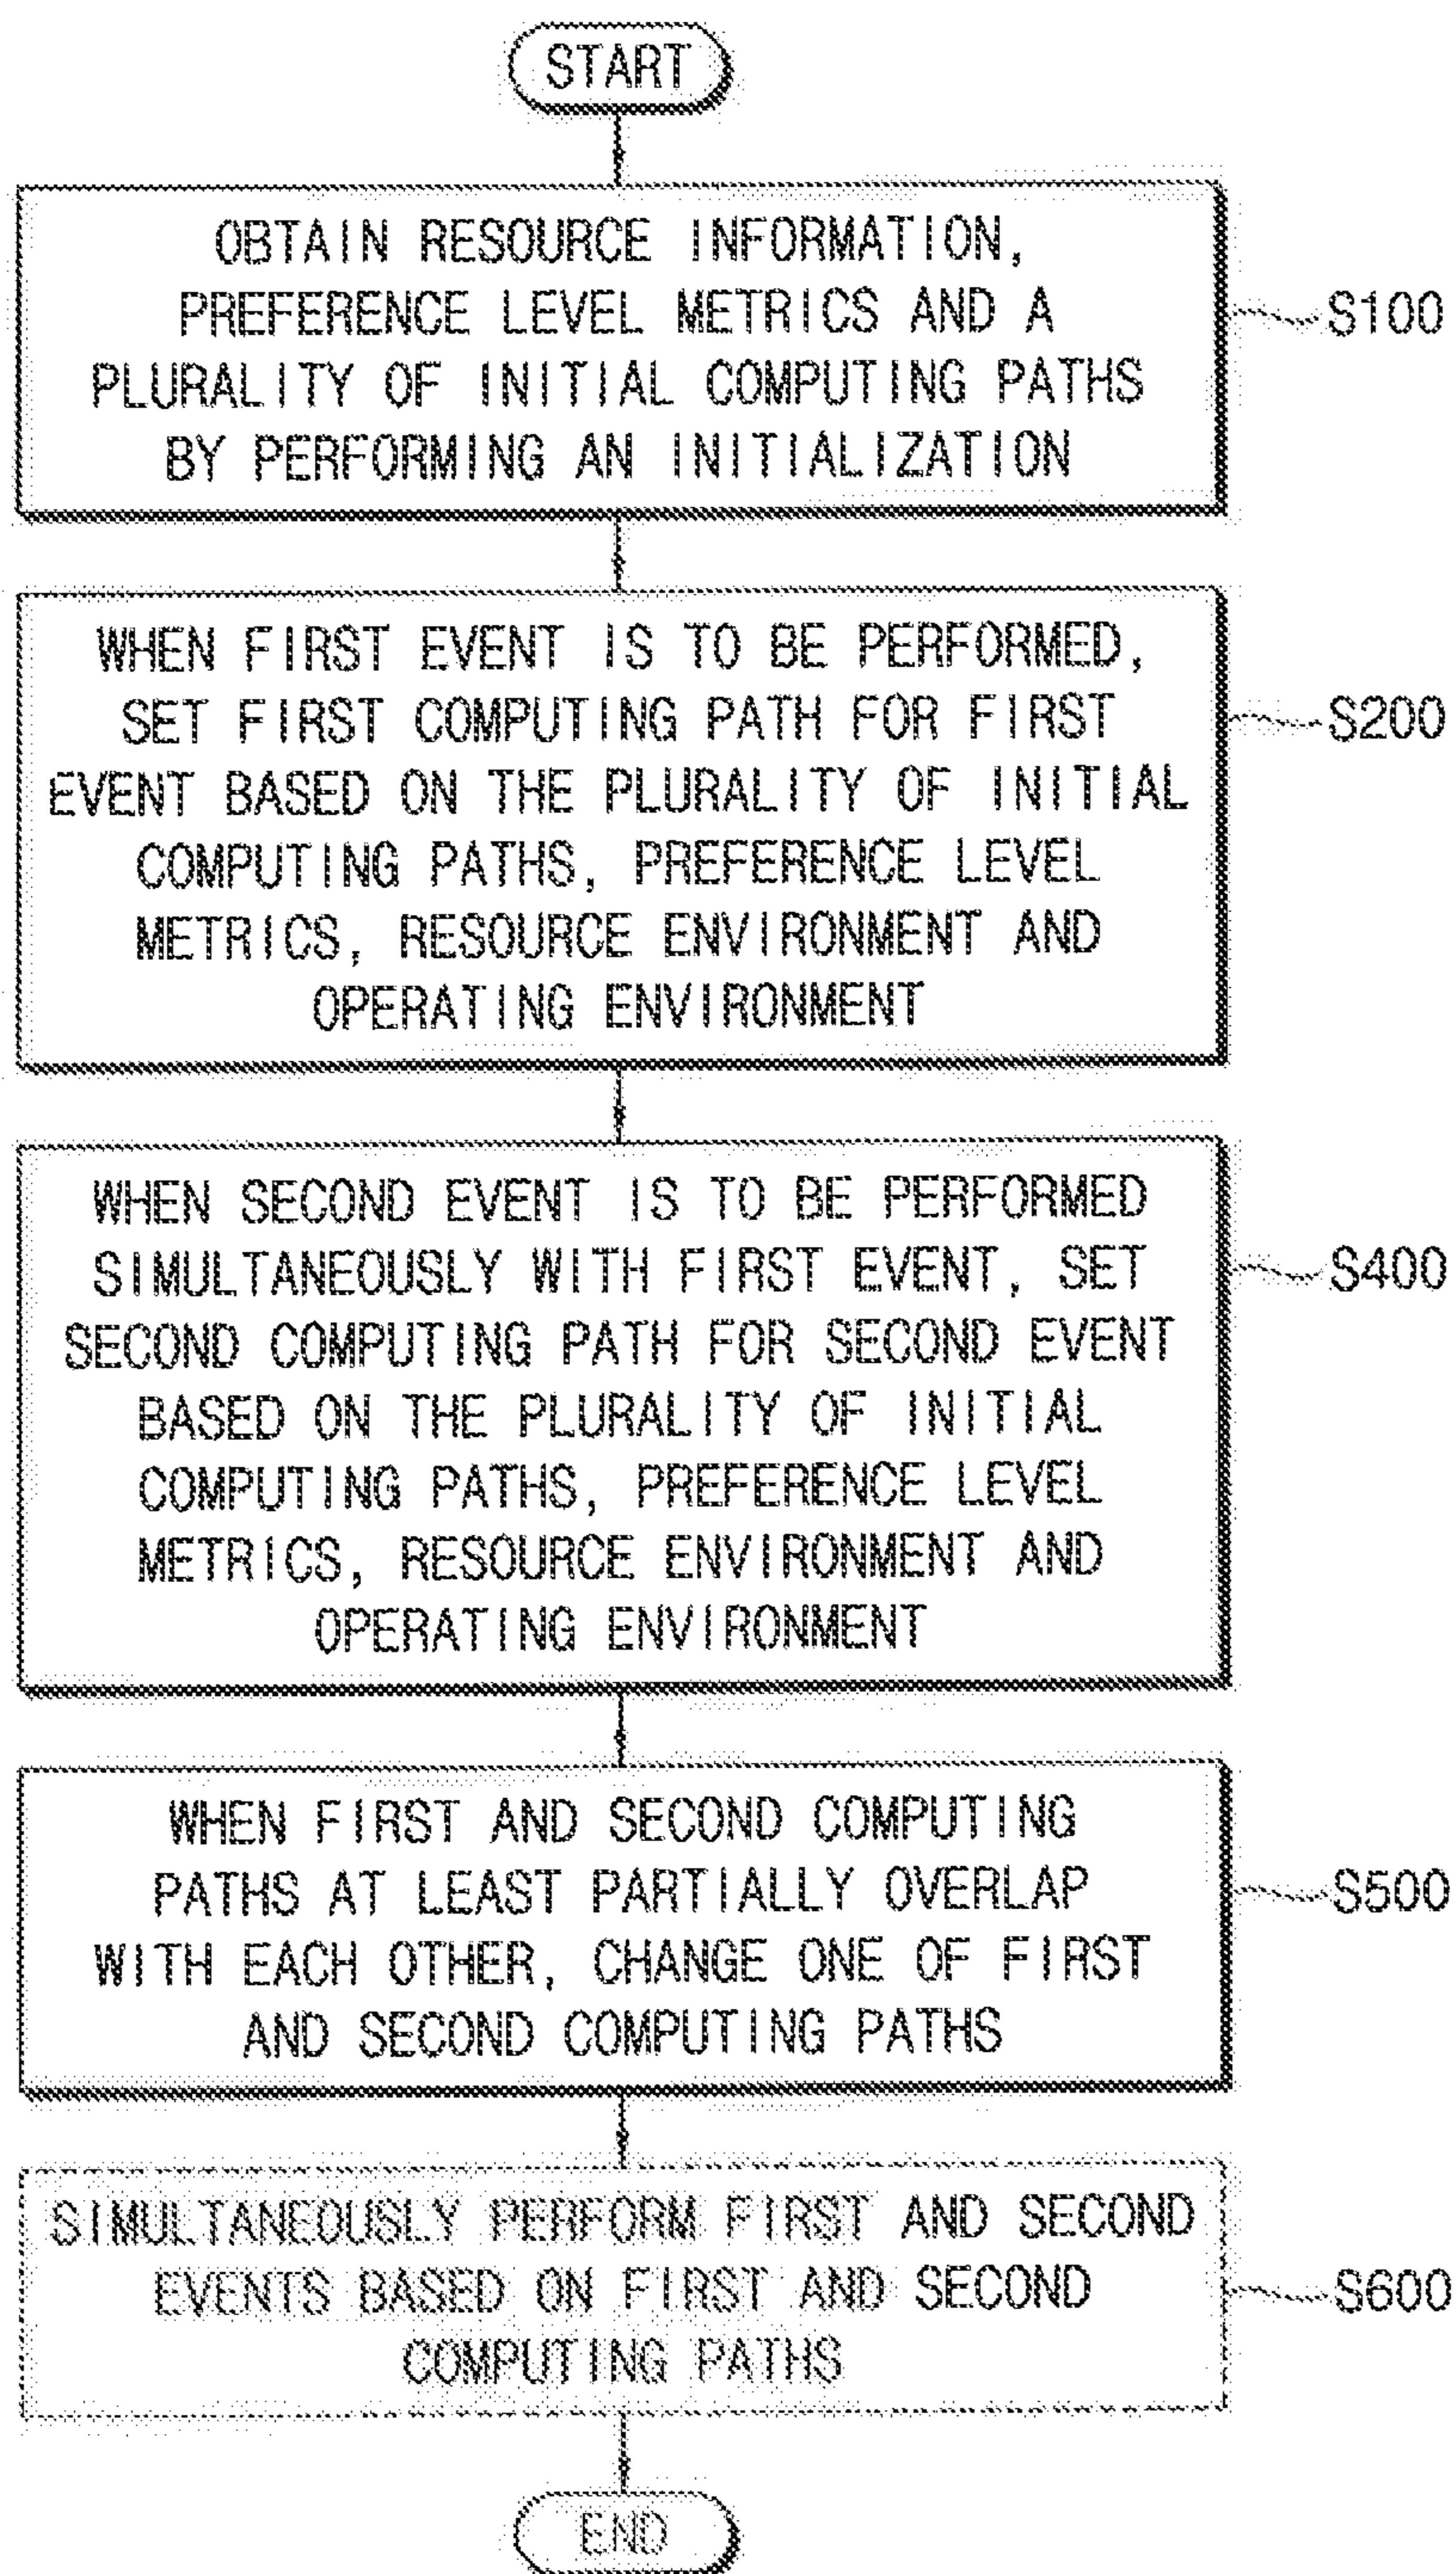 START
OBTAIN RESOURCE INFORMATION,
PREFERENCE LEVEL METRICS AND A
PLURALITY OF INITIAL COMPUTING PATHS
BY PERFORMING AN INITIALIZATION
S100
WHEN FIRST EVENT IS TO BE PERFORMED,
SET FIRST COMPUTING PATH FOR FIRST
EVENT BASED ON THE PLURALITY OF INITIAL
COMPUTING PATHS, PREFERENCE LEVEL
METRICS, RESOURCE ENVIRONMENT AND
OPERATING ENVIRONMENT
S200
WHEN SECOND EVENT IS TO BE PERFORMED
SIMULTANEOUSLY WITH FIRST EVENT, SET
SECOND COMPUTING PATH FOR SECOND EVENT
BASED ON THE PLURALITY OF INITIAL
COMPUTING PATHS, PREFERENCE LEVEL
METRICS, RESOURCE ENVIRONMENT AND
OPERATING ENVIRONMENT
S400
WHEN FIRST AND SECOND COMPUTING
PATHS AT LEAST PARTIALLY OVERLAP
WITH EACH OTHER, CHANGE ONE OF FIRST
AND SECOND COMPUTING PATHS
S500
SIMULTANEOUSLY PERFORM FIRST AND SECOND
EVENTS BASED ON FIRST AND SECOND
COMPUTING PATHS
S600
END